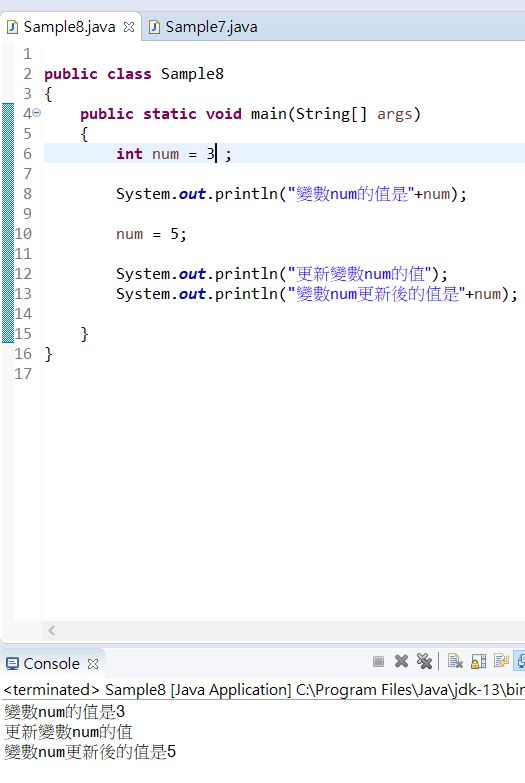 Sample8.java Sample7.java
1
2 public class Sample8
3 {
4 public static void main(String[] args)
5 {
6 int num = 3 ;
7
8 System.out.println("變數num的值是"+num);
9
10 num = 5;
11
12 System.out.println("更新變數num的值");
13 System.out.println("變數num更新後的值是"+num);
14
15 }
16 }
17
Console
<terminated> Sample8 [Java Application] C:\Program Files\Java\jdk-13\bin
變數num的值是3
更新變數num的值
變數num更新後的值是5